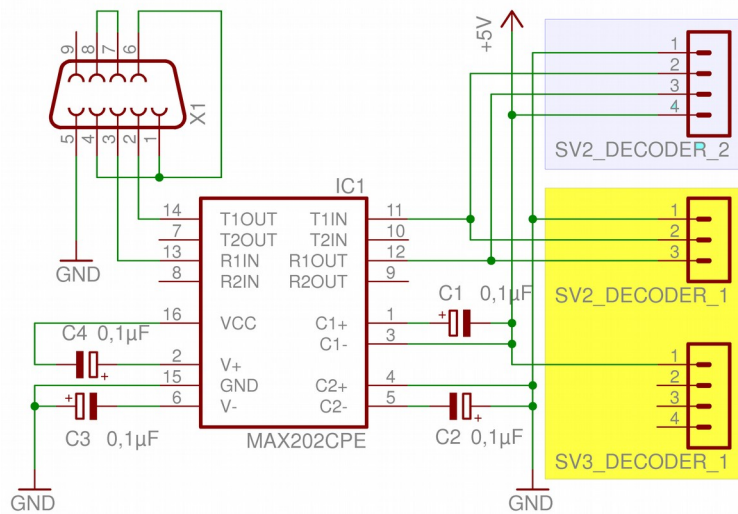 9 8 7 6
X1
5 4 3 2 1
GND
+5V
1
2
3
4
SV2_DECODER_2
IC1
14 T1OUT T1IN 11
7 T2OUT T2IN 10
13 R1IN R1OUT 12
8 R2IN R2OUT 9
16 VCC C1+ 1
C1- 3
2 V+
15 GND C2+ 4
6 V- C2- 5
MAX202CPE
C1 0,1µF
C4 0,1µF
C3 0,1µF
C2 0,1µF
GND
GND
1
2
3
SV2_DECODER_1
1
2
3
4
SV3_DECODER_1